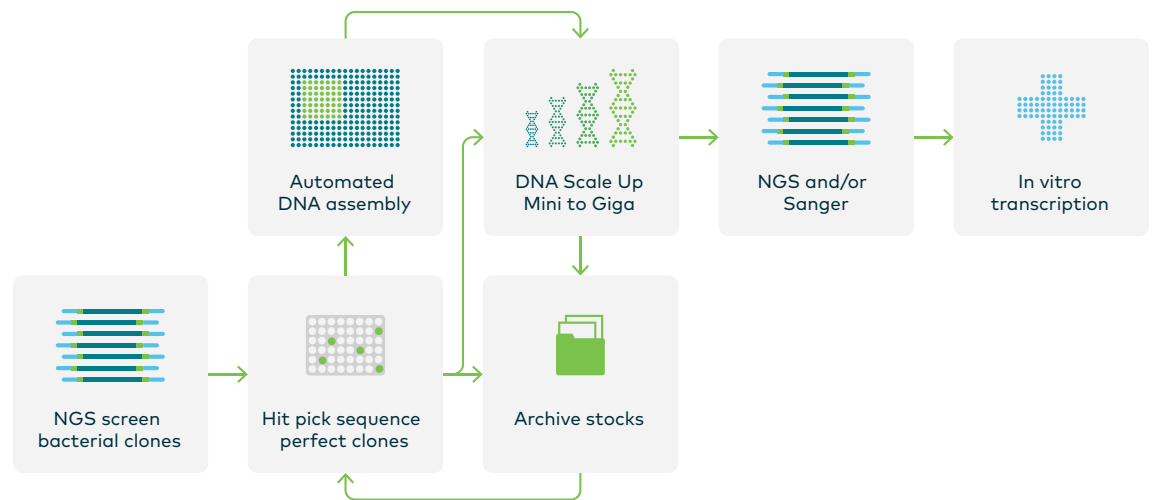 Automated
DNA assembly
DNA Scale Up
Mini to Giga
NGS and/or
Sanger
In vitro
transcription
NGS screen
bacterial clones
Hit pick sequence
perfect clones
Archive stocks